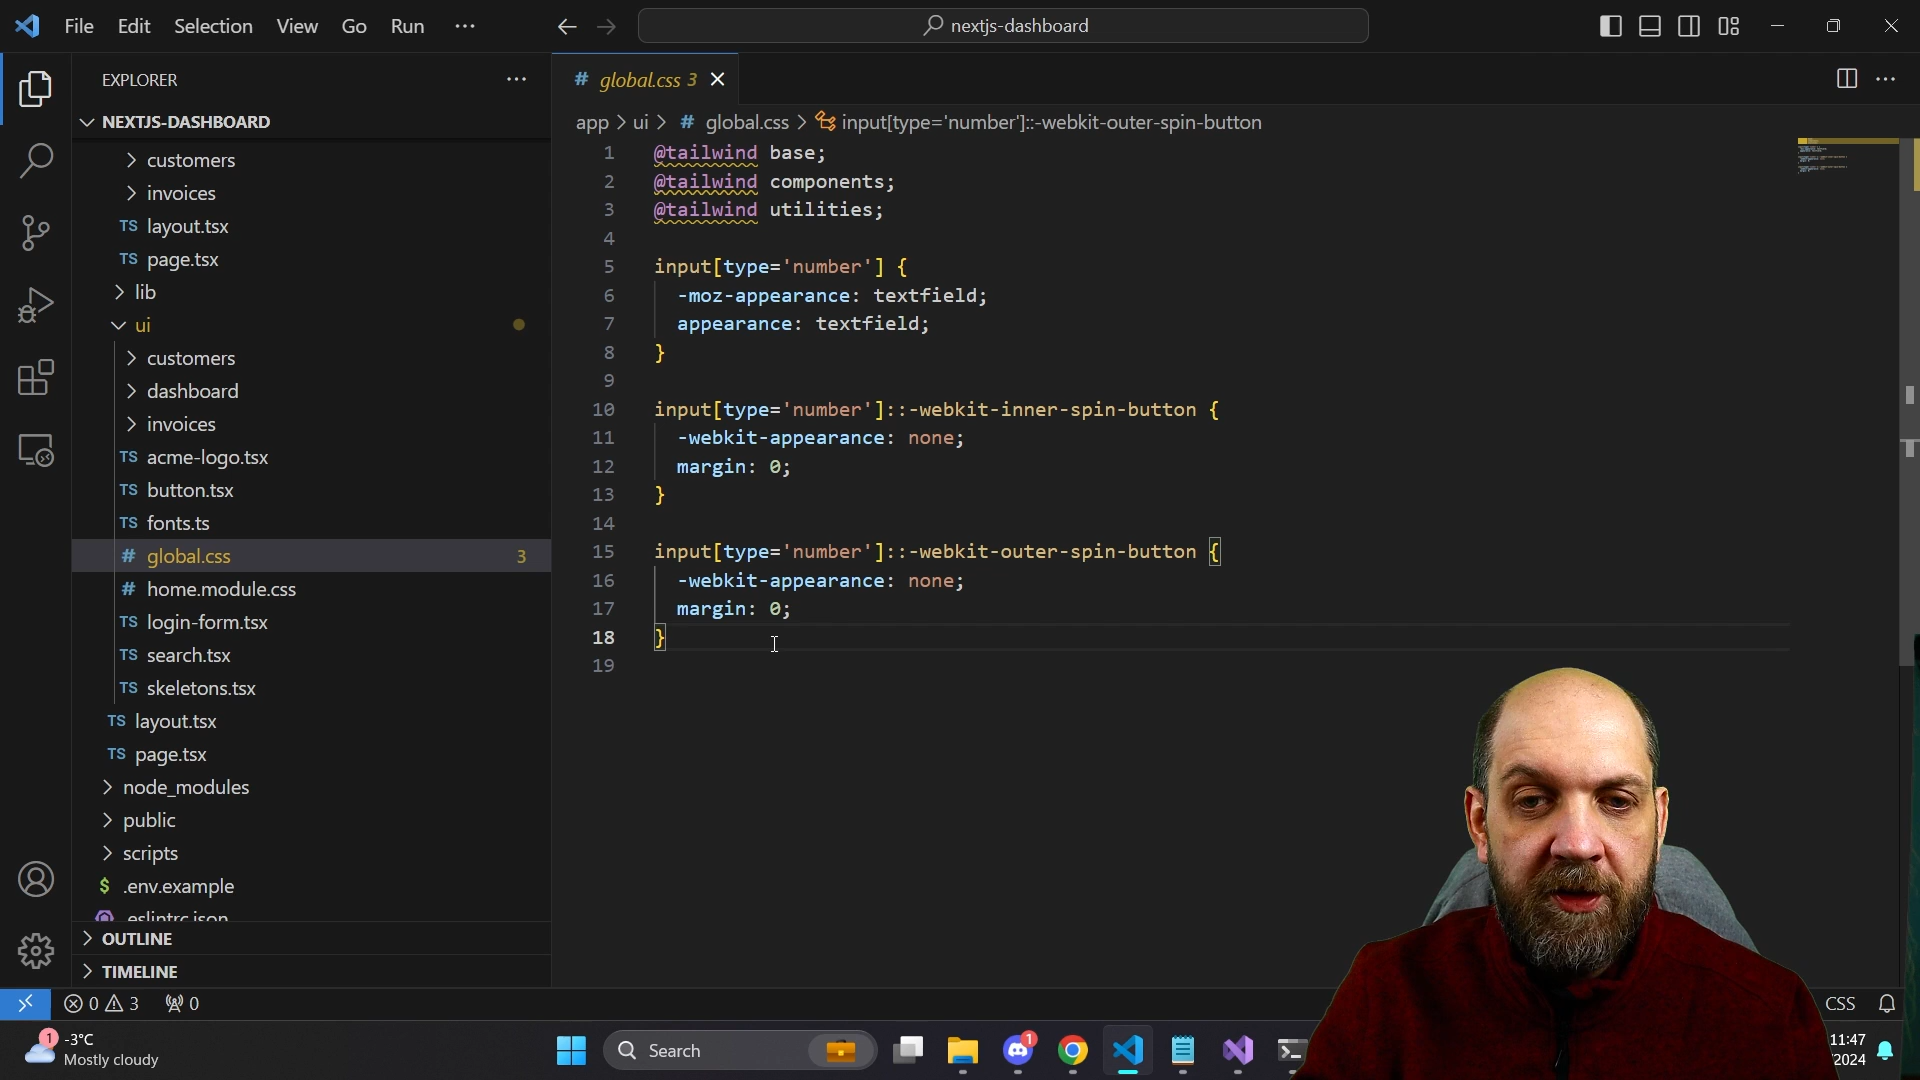 File Edit Selection View Go Run ···
nextjs-dashboard
EXPLORER ···
NEXTJS-DASHBOARD
customers
invoices
TS layout.tsx
TS page.tsx
lib
ui
customers
dashboard
invoices
TS acme-logo.tsx
TS button.tsx
TS fonts.ts
# global.css 3
# home.module.css
TS login-form.tsx
TS search.tsx
TS skeletons.tsx
TS layout.tsx
TS page.tsx
node_modules
public
scripts
$ .env.example
.eslintrc.json
OUTLINE
TIMELINE
# global.css 3
app > ui > # global.css > input[type='number']::-webkit-outer-spin-button
1 @tailwind base;
2 @tailwind components;
3 @tailwind utilities;
4
5 input[type='number'] {
6 -moz-appearance: textfield;
7 appearance: textfield;
8 }
9
10 input[type='number']::-webkit-inner-spin-button {
11 -webkit-appearance: none;
12 margin: 0;
13 }
14
15 input[type='number']::-webkit-outer-spin-button {
16 -webkit-appearance: none;
17 margin: 0;
18 }
19
0 3 0
CSS
1
-3°C
Mostly cloudy
Search
1
11:47
2024